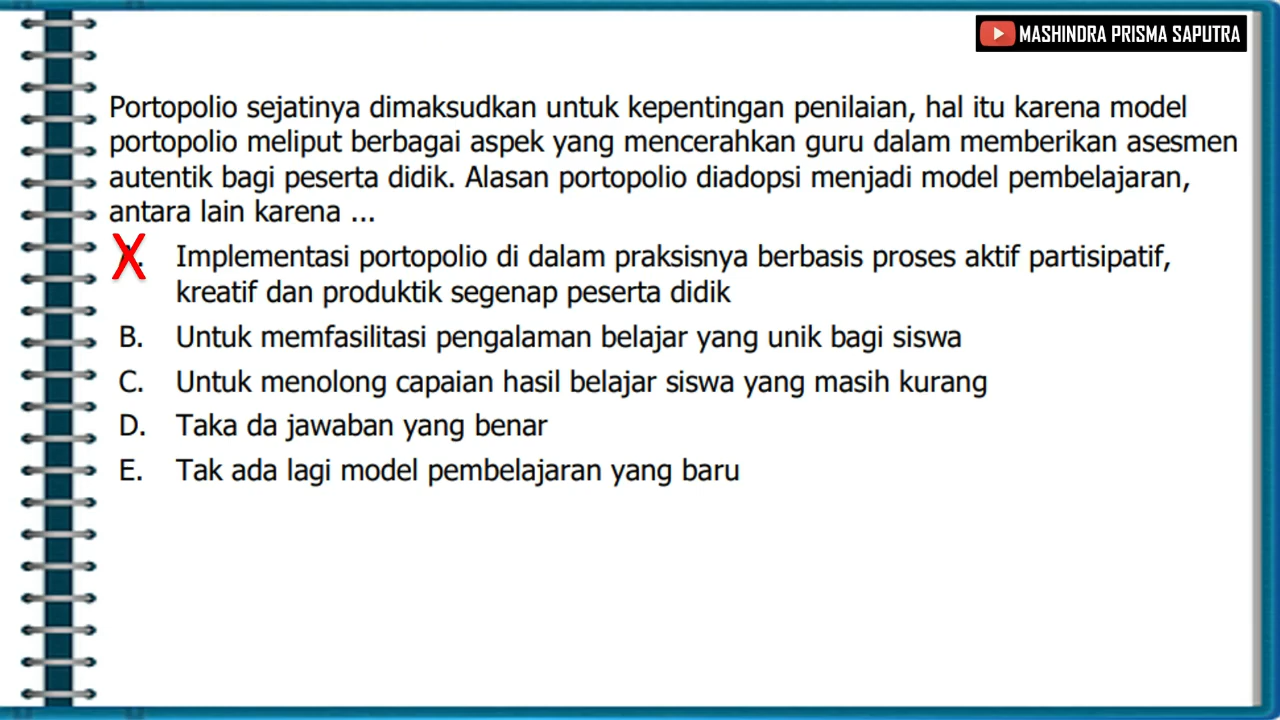 MASHINDRA PRISMA SAPUTRA
Portopolio sejatinya dimaksudkan untuk kepentingan penilaian, hal itu karena model
portopolio meliput berbagai aspek yang mencerahkan guru dalam memberikan asesmen
autentik bagi peserta didik. Alasan portopolio diadopsi menjadi model pembelajaran,
antara lain karena ...
X. Implementasi portopolio di dalam praksisnya berbasis proses aktif partisipatif,
kreatif dan produktik segenap peserta didik
B. Untuk memfasilitasi pengalaman belajar yang unik bagi siswa
C. Untuk menolong capaian hasil belajar siswa yang masih kurang
D. Taka da jawaban yang benar
E. Tak ada lagi model pembelajaran yang baru